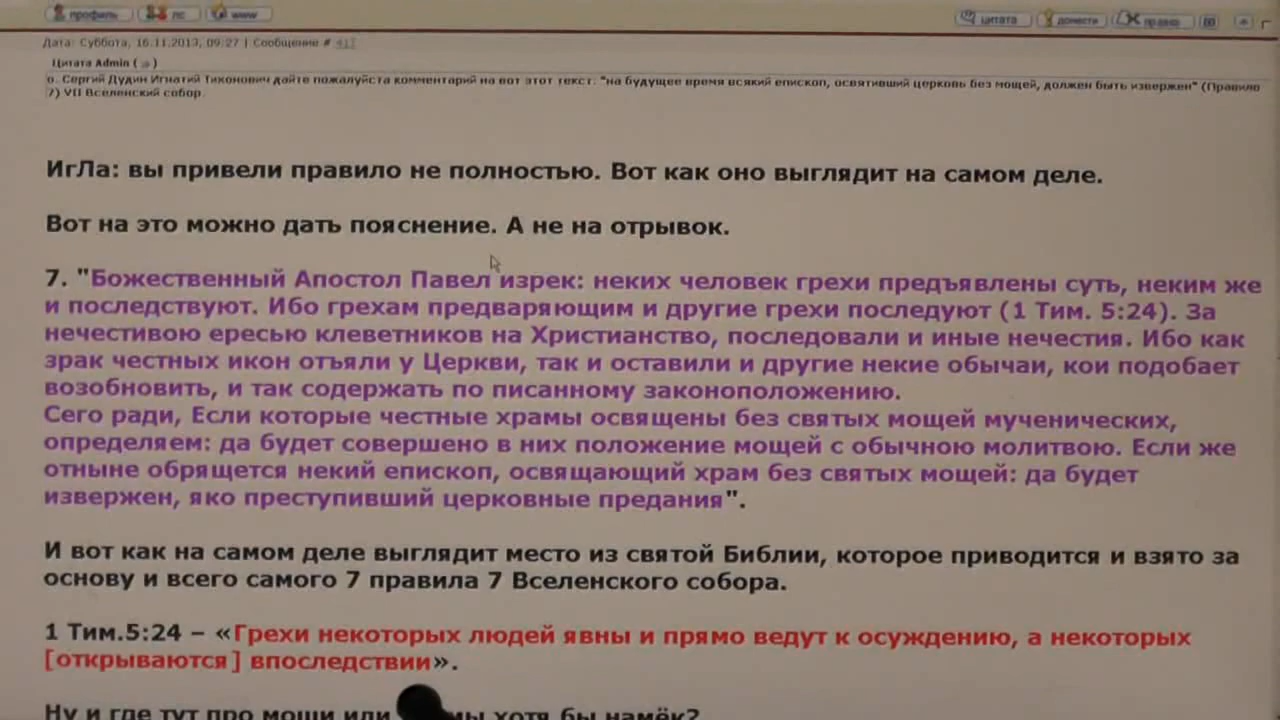 профиль пс www цитата донести правка
Дата: Суббота, 16.11.2013, 09:27 | Сообщение # 417
Цитата Admin ( )
о. Сергий Дудин Игнатий Тихонович дайте пожалуйста комментарий на вот этот текст. "на будущее время всякий епископ, освятивший церковь без мощей, должен быть извержен" (Правило
7) VII Вселенский собор.
ИгЛа: вы привели правило не полностью. Вот как оно выглядит на самом деле.
Вот на это можно дать пояснение. А не на отрывок.
7. "Божественный Апостол Павел изрек: неких человек грехи предъявлены суть, неким же
и последствуют. Ибо грехам предваряющим и другие грехи последуют (1 Тим. 5:24). За
нечестивою ересью клеветников на Христианство, последовали и иные нечестия. Ибо как
зрак честных икон отъяли у Церкви, так и оставили и другие некие обычаи, кои подобает
возобновить, и так содержать по писанному законоположению.
Сего ради, Если которые честные храмы освящены без святых мощей мученических,
определяем: да будет совершено в них положение мощей с обычною молитвою. Если же
отныне обрящется некий епископ, освящающий храм без святых мощей: да будет
извержен, яко преступивший церковные предания".
И вот как на самом деле выглядит место из святой Библии, которое приводится и взято за
основу и всего самого 7 правила 7 Вселенского собора.
1 Тим.5:24 – «Грехи некоторых людей явны и прямо ведут к осуждению, а некоторых
[открываются] впоследствии».
Ну и где тут про мощи или хотя бы намёк?